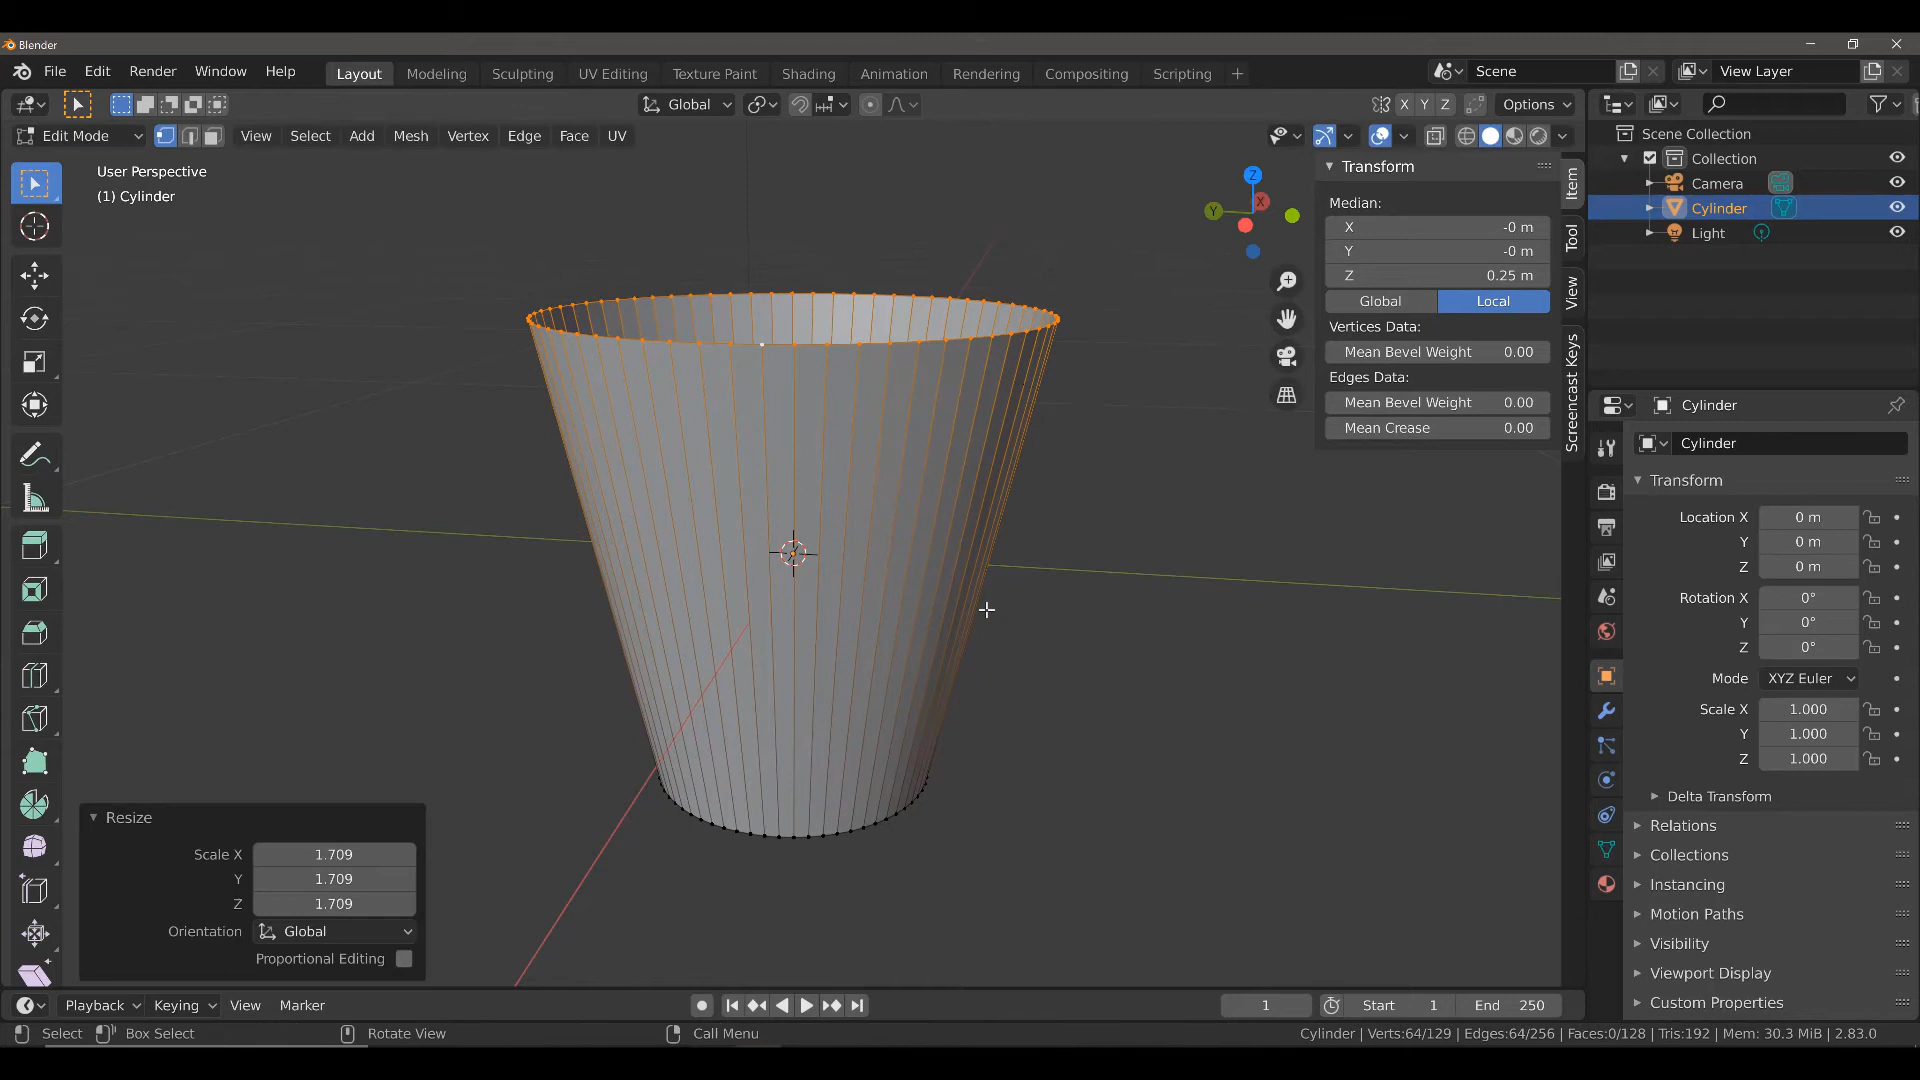 Blender
File Edit Render Window Help Layout Modeling Sculpting UV Editing Texture Paint Shading Animation Rendering Compositing Scripting + Scene View Layer
Global X Y Z Options
Edit Mode View Select Add Mesh Vertex Edge Face UV
User Perspective
(1) Cylinder
Z
Y
X
Transform
Median:
X -0 m
Y -0 m
Z 0.25 m
Global Local
Vertices Data:
Mean Bevel Weight 0.00
Edges Data:
Mean Bevel Weight 0.00
Mean Crease 0.00
Item
Tool
View
Screencast Keys
Scene Collection
Collection
Camera
Cylinder
Light
Cylinder
Cylinder
Transform
Location X 0 m
Y 0 m
Z 0 m
Rotation X 0°
Y 0°
Z 0°
Mode XYZ Euler
Scale X 1.000
Y 1.000
Z 1.000
Delta Transform
Relations
Collections
Instancing
Motion Paths
Visibility
Viewport Display
Custom Properties
Resize
Scale X 1.709
Y 1.709
Z 1.709
Orientation Global
Proportional Editing
Playback Keying View Marker 1 Start 1 End 250
Select Box Select Rotate View Call Menu Cylinder | Verts:64/129 | Edges:64/256 | Faces:0/128 | Tris:192 | Mem: 30.3 MiB | 2.83.0